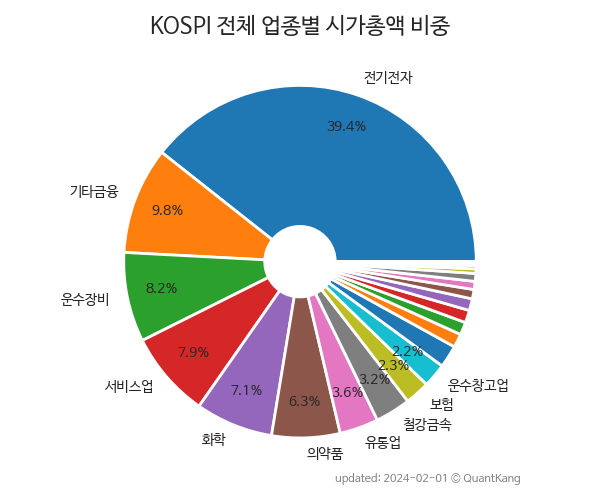 KOSPI 전체 업종별 시가총액 비중
전기전자
39.4%
기타금융
9.8%
운수장비
8.2%
서비스업
7.9%
화학
7.1%
의약품
6.3%
유통업
3.6%
철강금속
3.2%
보험
2.3%
운수창고업
2.2%
updated: 2024-02-01 © QuantKang